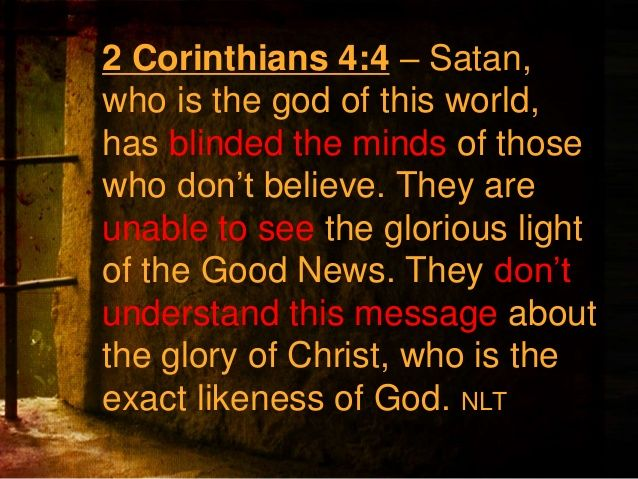 2 Corinthians 4:4 – Satan,
who is the god of this world,
has blinded the minds of those
who don’t believe. They are
unable to see the glorious light
of the Good News. They don’t
understand this message about
the glory of Christ, who is the
exact likeness of God. NLT